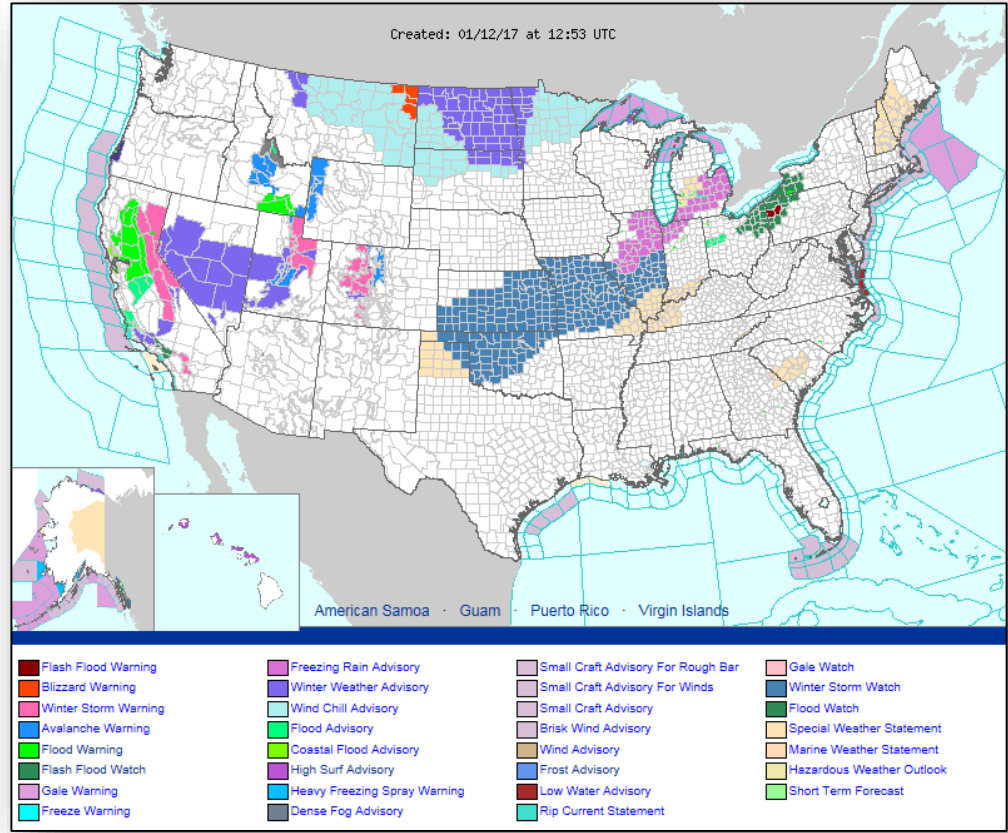 Created: 01/12/17 at 12:53 UTC
American Samoa · Guam · Puerto Rico · Virgin Islands
Flash Flood Warning
Blizzard Warning
Winter Storm Warning
Avalanche Warning
Flood Warning
Flash Flood Watch
Gale Warning
Freeze Warning
Freezing Rain Advisory
Winter Weather Advisory
Wind Chill Advisory
Flood Advisory
Coastal Flood Advisory
High Surf Advisory
Heavy Freezing Spray Warning
Dense Fog Advisory
Small Craft Advisory For Rough Bar
Small Craft Advisory For Winds
Small Craft Advisory
Brisk Wind Advisory
Wind Advisory
Frost Advisory
Low Water Advisory
Rip Current Statement
Gale Watch
Winter Storm Watch
Flood Watch
Special Weather Statement
Marine Weather Statement
Hazardous Weather Outlook
Short Term Forecast